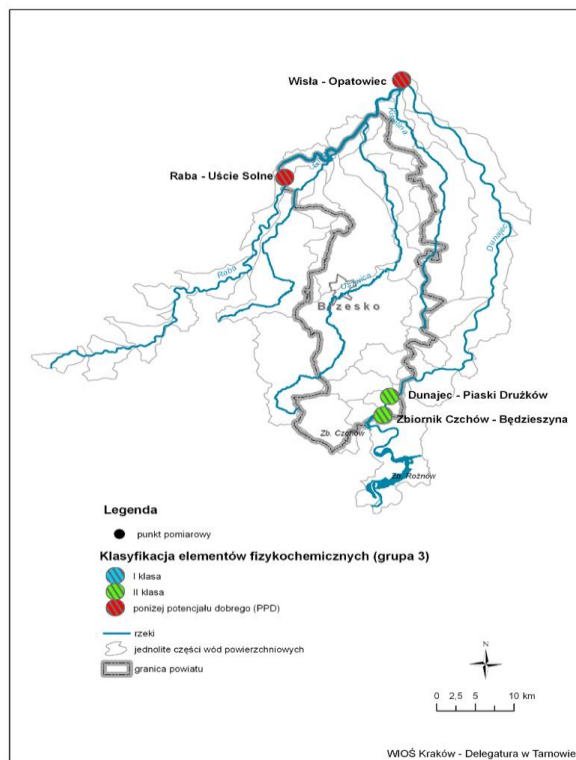 Wisła - Opatowiec
Raba - Uście Solne
Raba
Dunajec
Uszwica
Brzesko
Dunajec - Piaski Drużków
Zbiornik Czchów - Będzieszyna
Zb. Czchów
Zb. Rożnów
Legenda
punkt pomiarowy
Klasyfikacja elementów fizykochemicznych (grupa 3)
I klasa
II klasa
poniżej potencjału dobrego (PPD)
rzeki
jednolite części wód powierzchniowych
granica powiatu
N
0 2,5 5 10 km
WIOŚ Kraków - Delegatura w Tarnowie